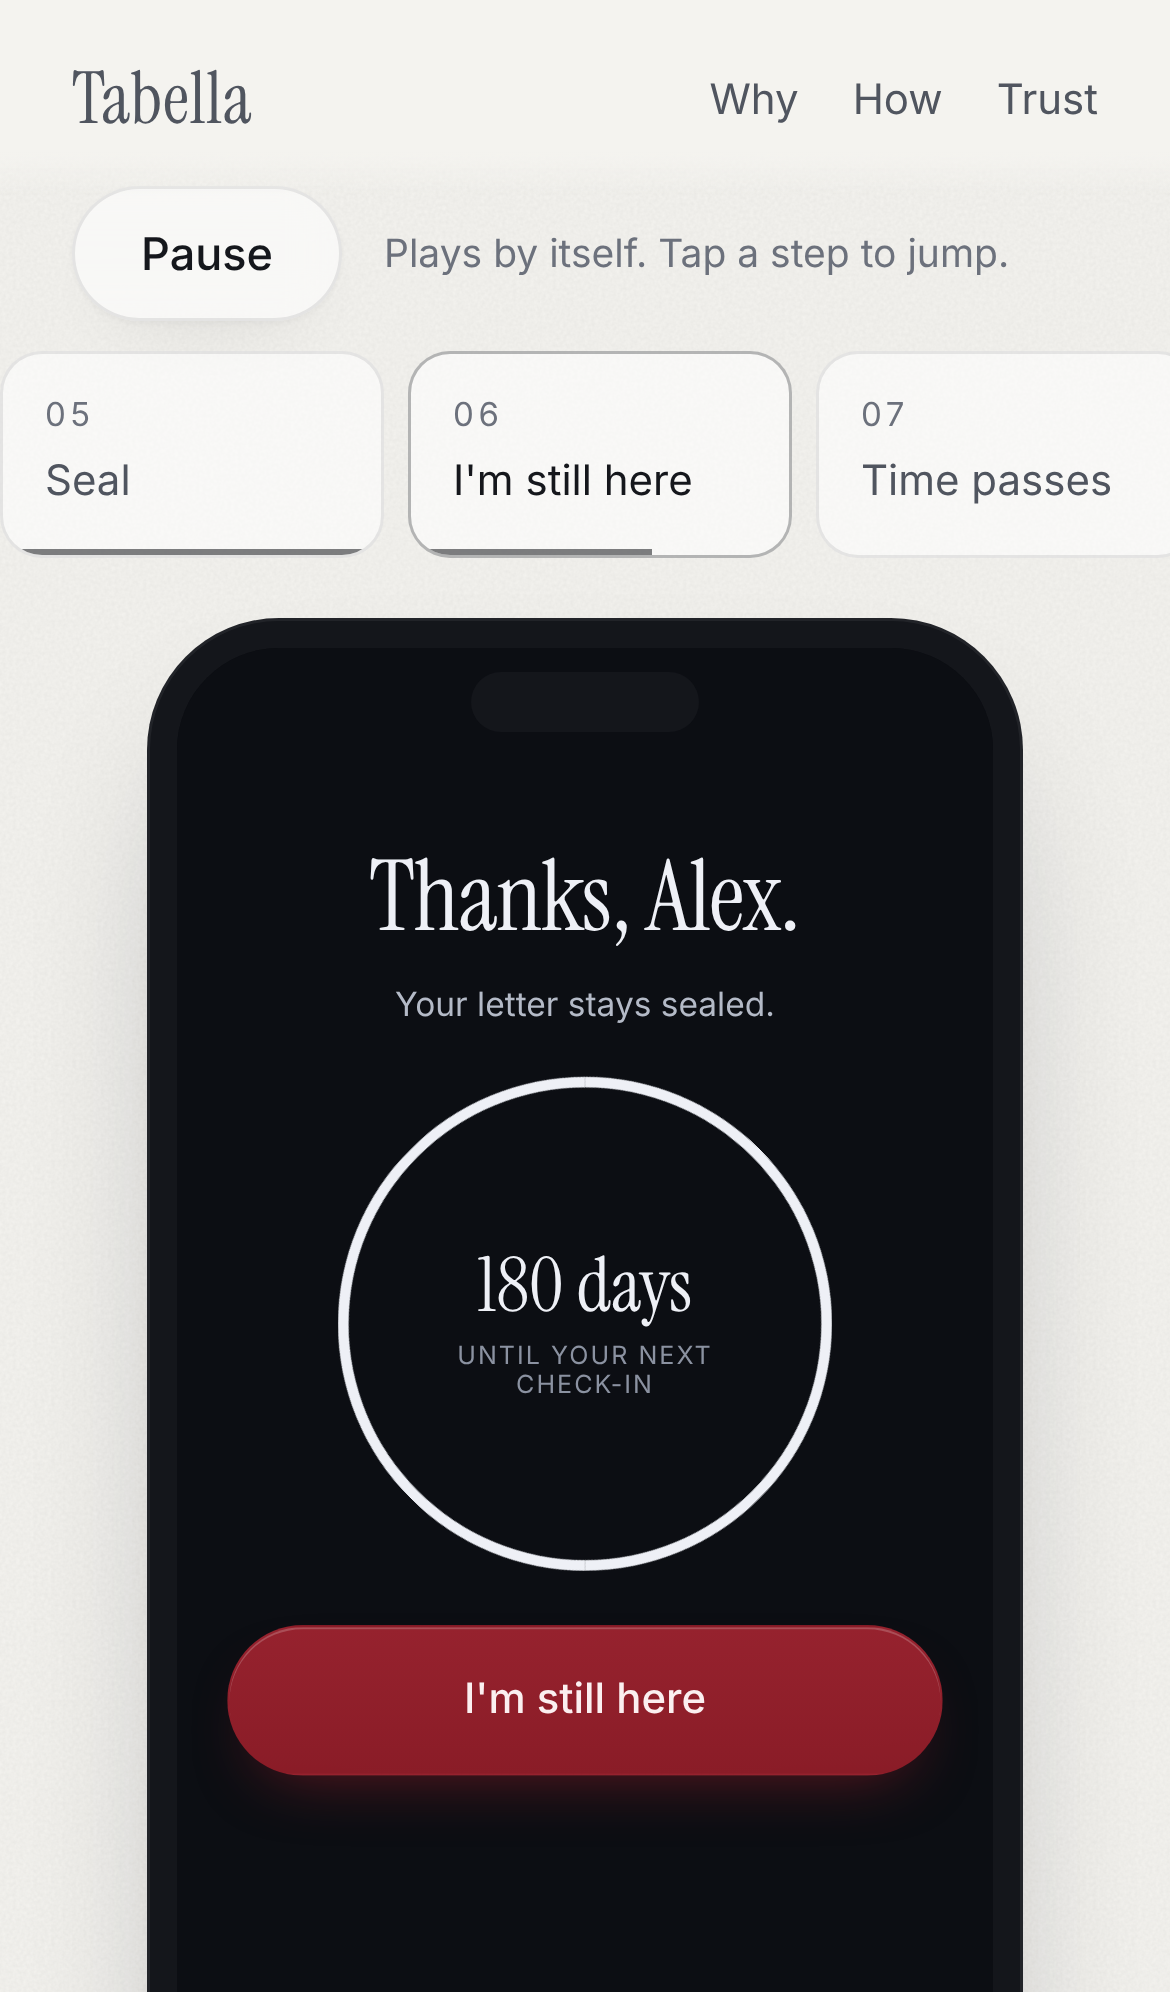 Tabella
Why How Trust
Pause
Plays by itself. Tap a step to jump.
05
Seal
06
I'm still here
07
Time passes
Thanks, Alex.
Your letter stays sealed.
180 days
UNTIL YOUR NEXT
CHECK-IN
I'm still here